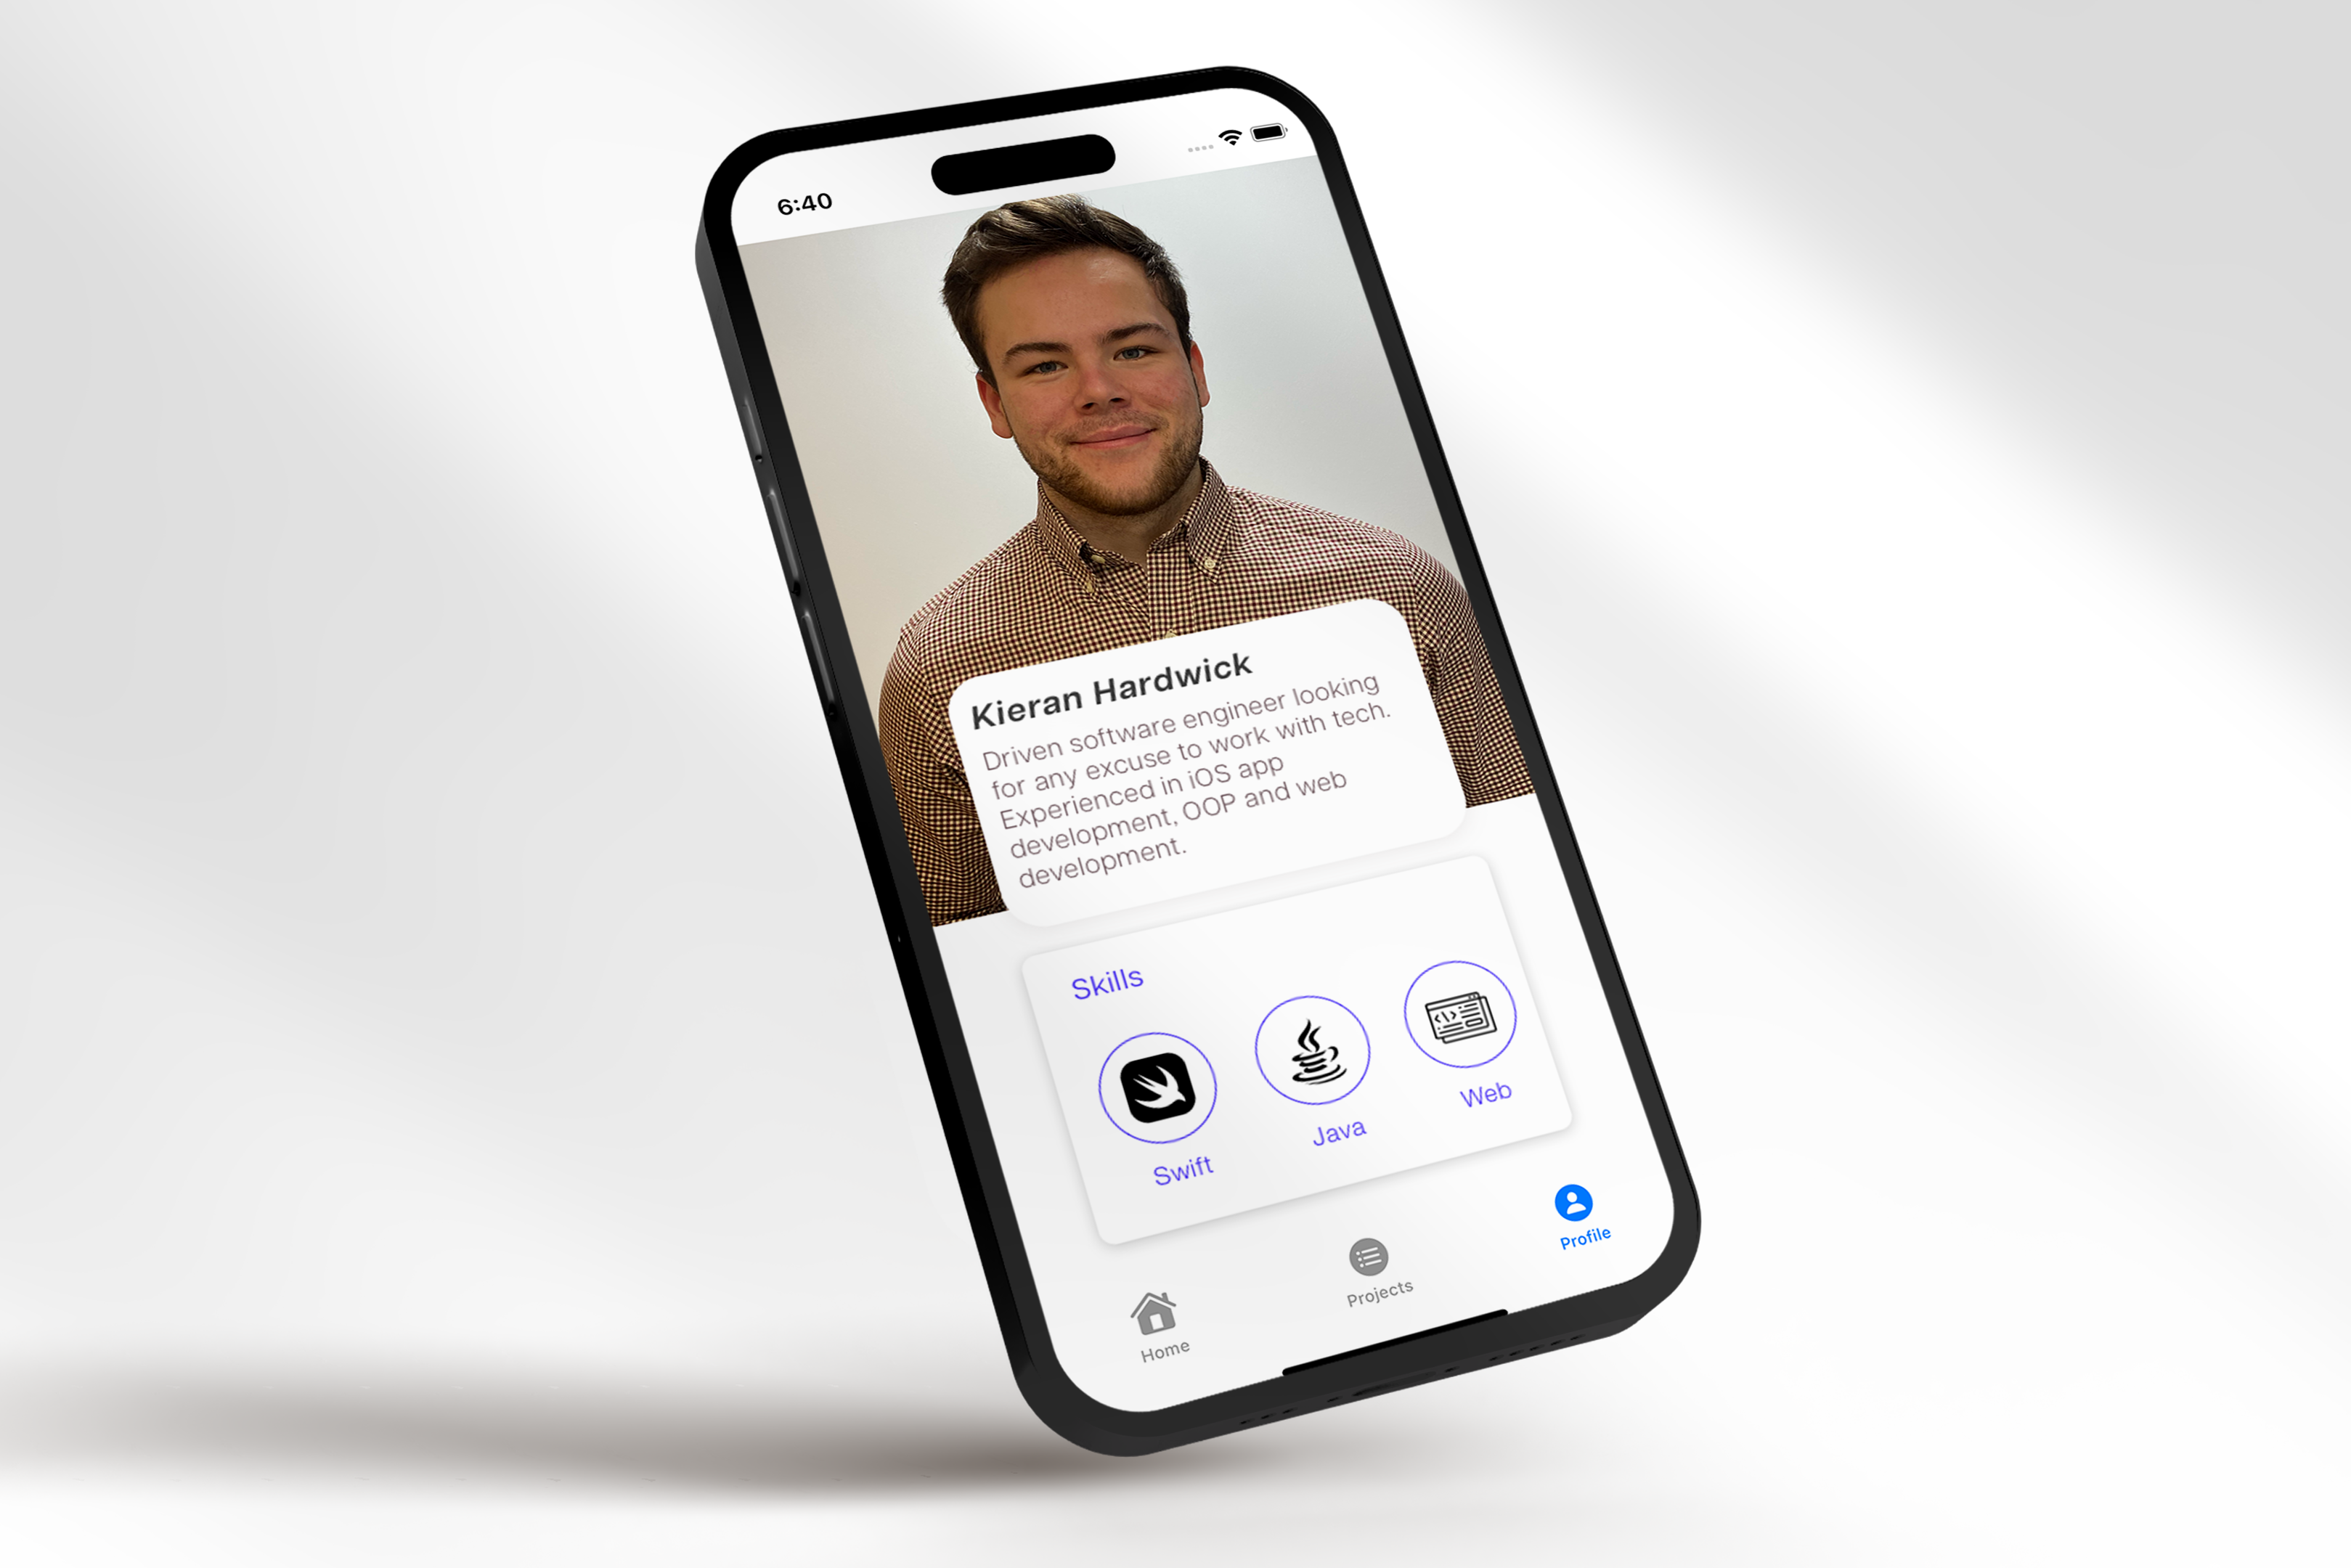 6:40
Kieran Hardwick
Driven software engineer looking
for any excuse to work with tech.
Experienced in iOS app
development, OOP and web
development.
Skills
Swift
Java
Web
Home
Projects
Profile